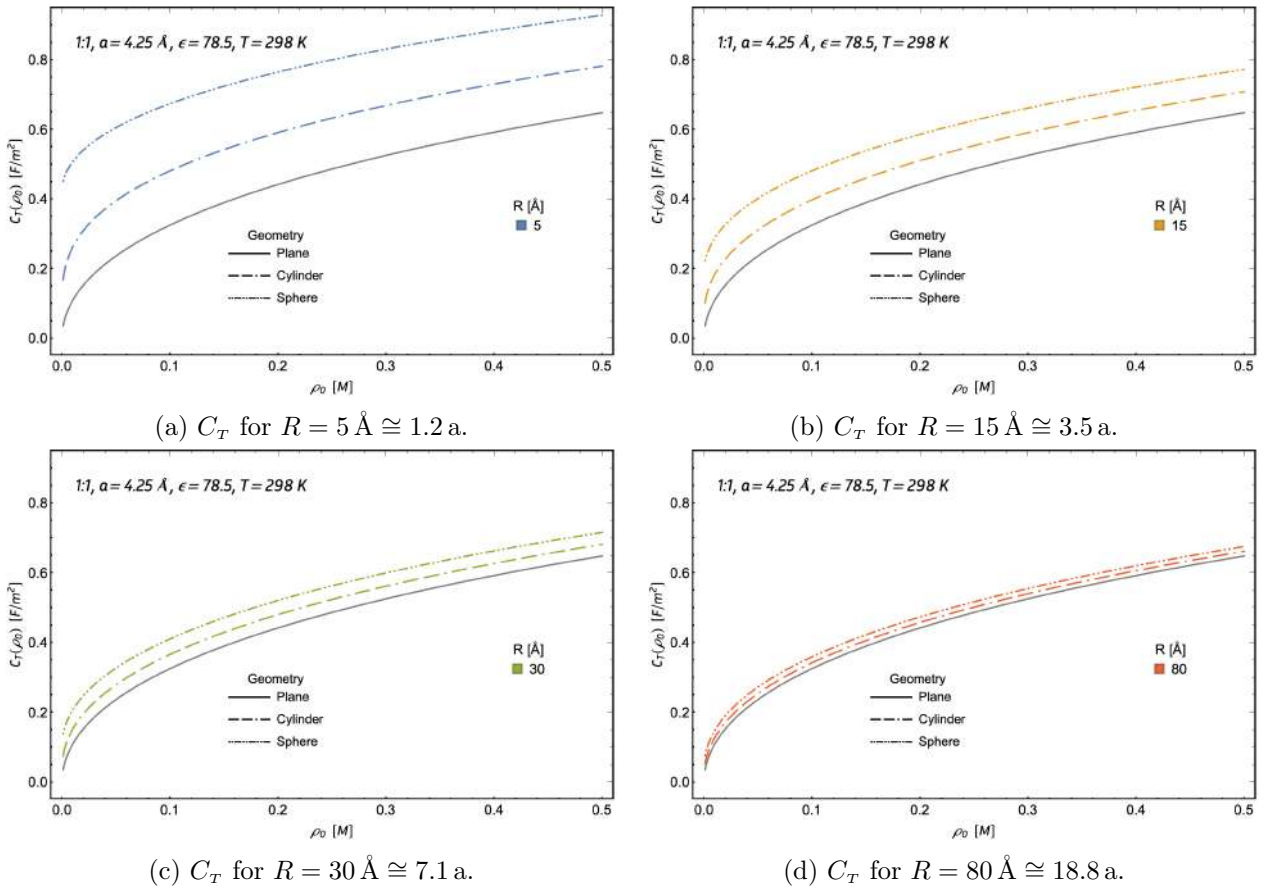 1:1, a= 4.25 Å, ϵ= 78.5, T= 298 K
C_T(ρ_0) [F/m²]
0.8
0.6
0.4
0.2
0.0
R [Å]
5
Geometry
Plane
Cylinder
Sphere
0.0 0.1 0.2 0.3 0.4 0.5
ρ_0 [M]
(a) C_T for R = 5 Å ≅ 1.2 a.
1:1, a= 4.25 Å, ϵ= 78.5, T= 298 K
C_T(ρ_0) [F/m²]
0.8
0.6
0.4
0.2
0.0
R [Å]
15
Geometry
Plane
Cylinder
Sphere
0.0 0.1 0.2 0.3 0.4 0.5
ρ_0 [M]
(b) C_T for R = 15 Å ≅ 3.5 a.
1:1, a= 4.25 Å, ϵ= 78.5, T= 298 K
C_T(ρ_0) [F/m²]
0.8
0.6
0.4
0.2
0.0
R [Å]
30
Geometry
Plane
Cylinder
Sphere
0.0 0.1 0.2 0.3 0.4 0.5
ρ_0 [M]
(c) C_T for R = 30 Å ≅ 7.1 a.
1:1, a= 4.25 Å, ϵ= 78.5, T= 298 K
C_T(ρ_0) [F/m²]
0.8
0.6
0.4
0.2
0.0
R [Å]
80
Geometry
Plane
Cylinder
Sphere
0.0 0.1 0.2 0.3 0.4 0.5
ρ_0 [M]
(d) C_T for R = 80 Å ≅ 18.8 a.